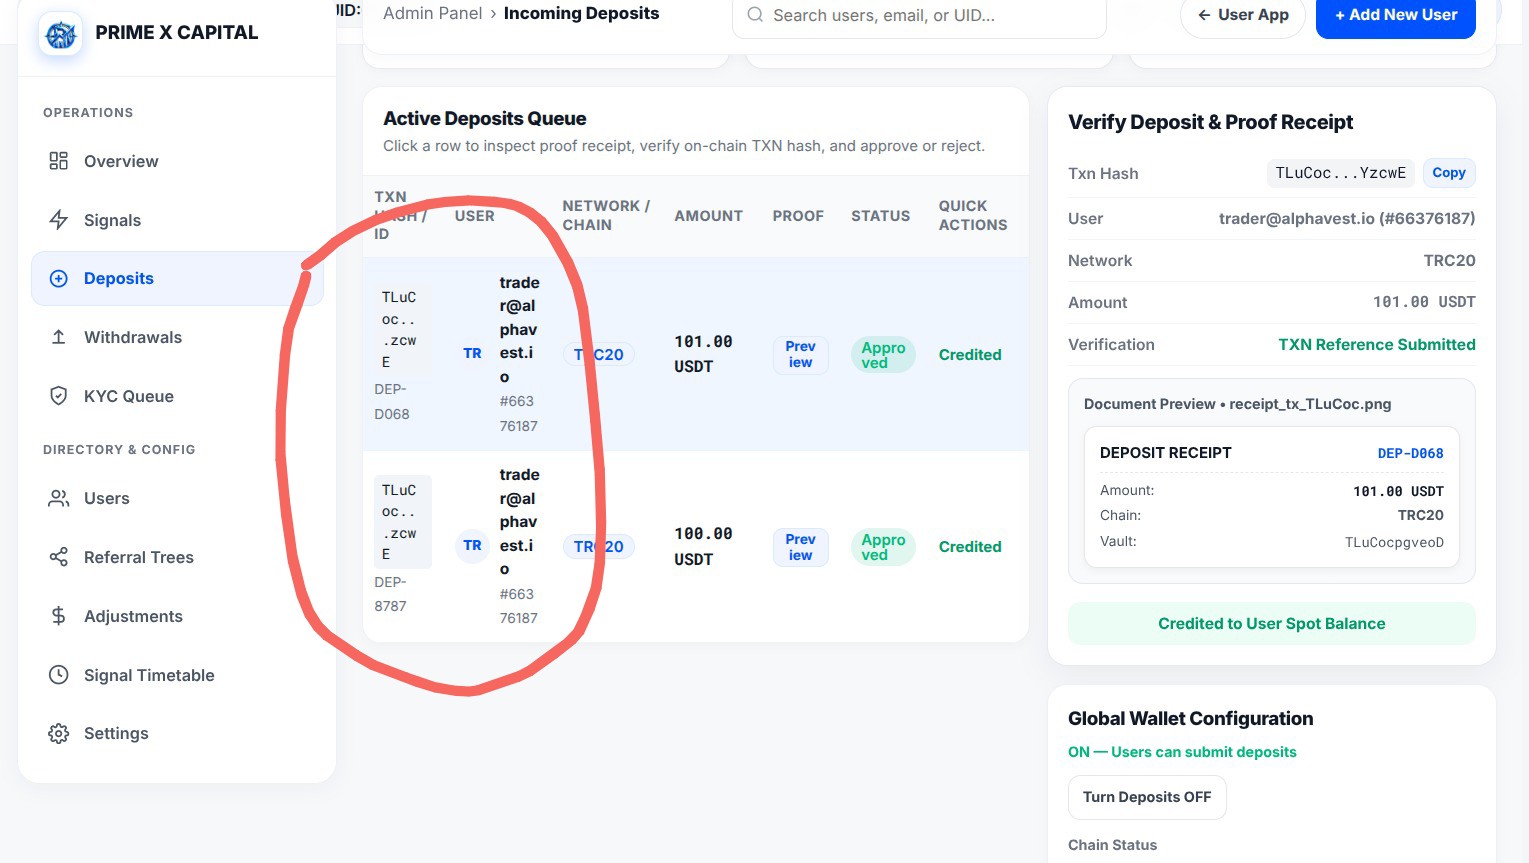 PRIME X CAPITAL
OPERATIONS
Overview
Signals
Deposits
Withdrawals
KYC Queue
DIRECTORY & CONFIG
Users
Referral Trees
Adjustments
Signal Timetable
Settings
UID:
Admin Panel › Incoming Deposits
Search users, email, or UID...
← User App
+ Add New User
Active Deposits Queue
Click a row to inspect proof receipt, verify on-chain TXN hash, and approve or reject.
TXN
HASH /
ID
USER
NETWORK /
CHAIN
AMOUNT
PROOF
STATUS
QUICK
ACTIONS
TLuC
oc..
.zcw
E
DEP-
D068
TR
trade
r@al
phav
est.i
o
#663
76187
TRC20
101.00
USDT
Prev
iew
Appro
ved
Credited
TLuC
oc..
.zcw
E
DEP-
8787
TR
trade
r@al
phav
est.i
o
#663
76187
TRC20
100.00
USDT
Prev
iew
Appro
ved
Credited
Verify Deposit & Proof Receipt
Txn Hash TLuCoc...YzcwE Copy
User trader@alphavest.io (#66376187)
Network TRC20
Amount 101.00 USDT
Verification TXN Reference Submitted
Document Preview • receipt_tx_TLuCoc.png
DEPOSIT RECEIPT DEP-D068
Amount: 101.00 USDT
Chain: TRC20
Vault: TLuCocpgveoD
Credited to User Spot Balance
Global Wallet Configuration
ON — Users can submit deposits
Turn Deposits OFF
Chain Status